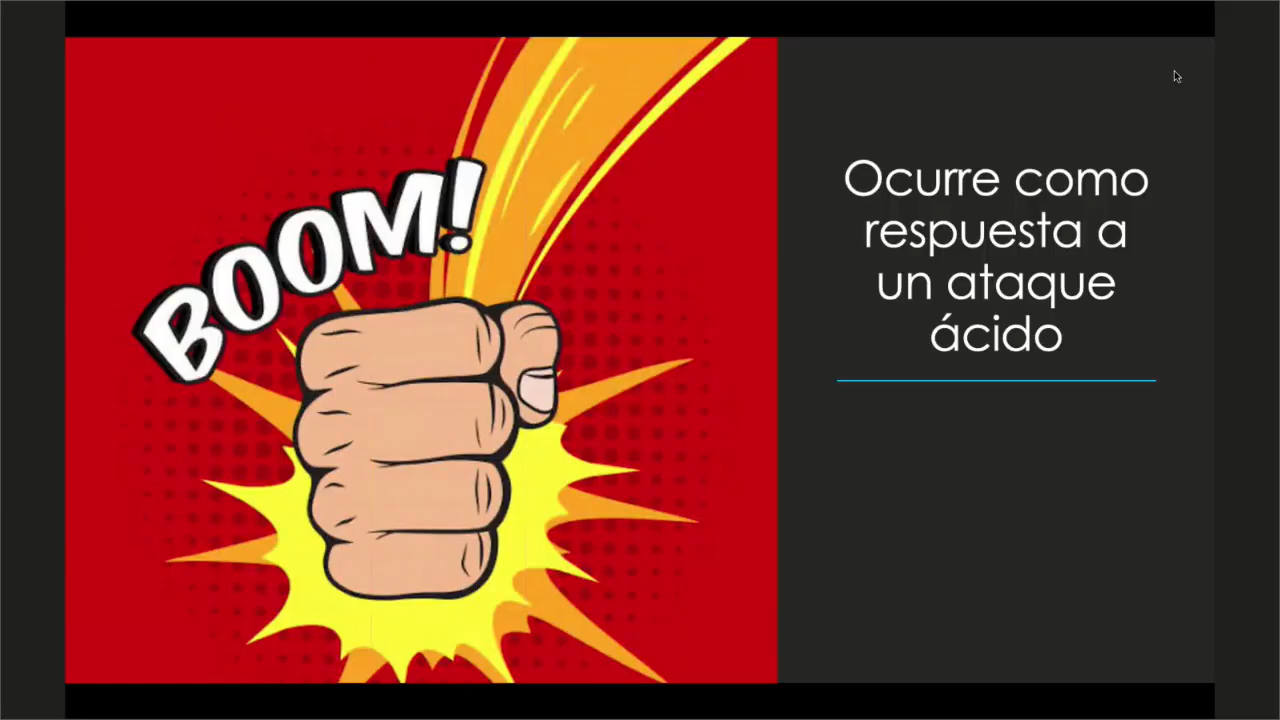 BOOM!
Ocurre como
respuesta a
un ataque
ácido